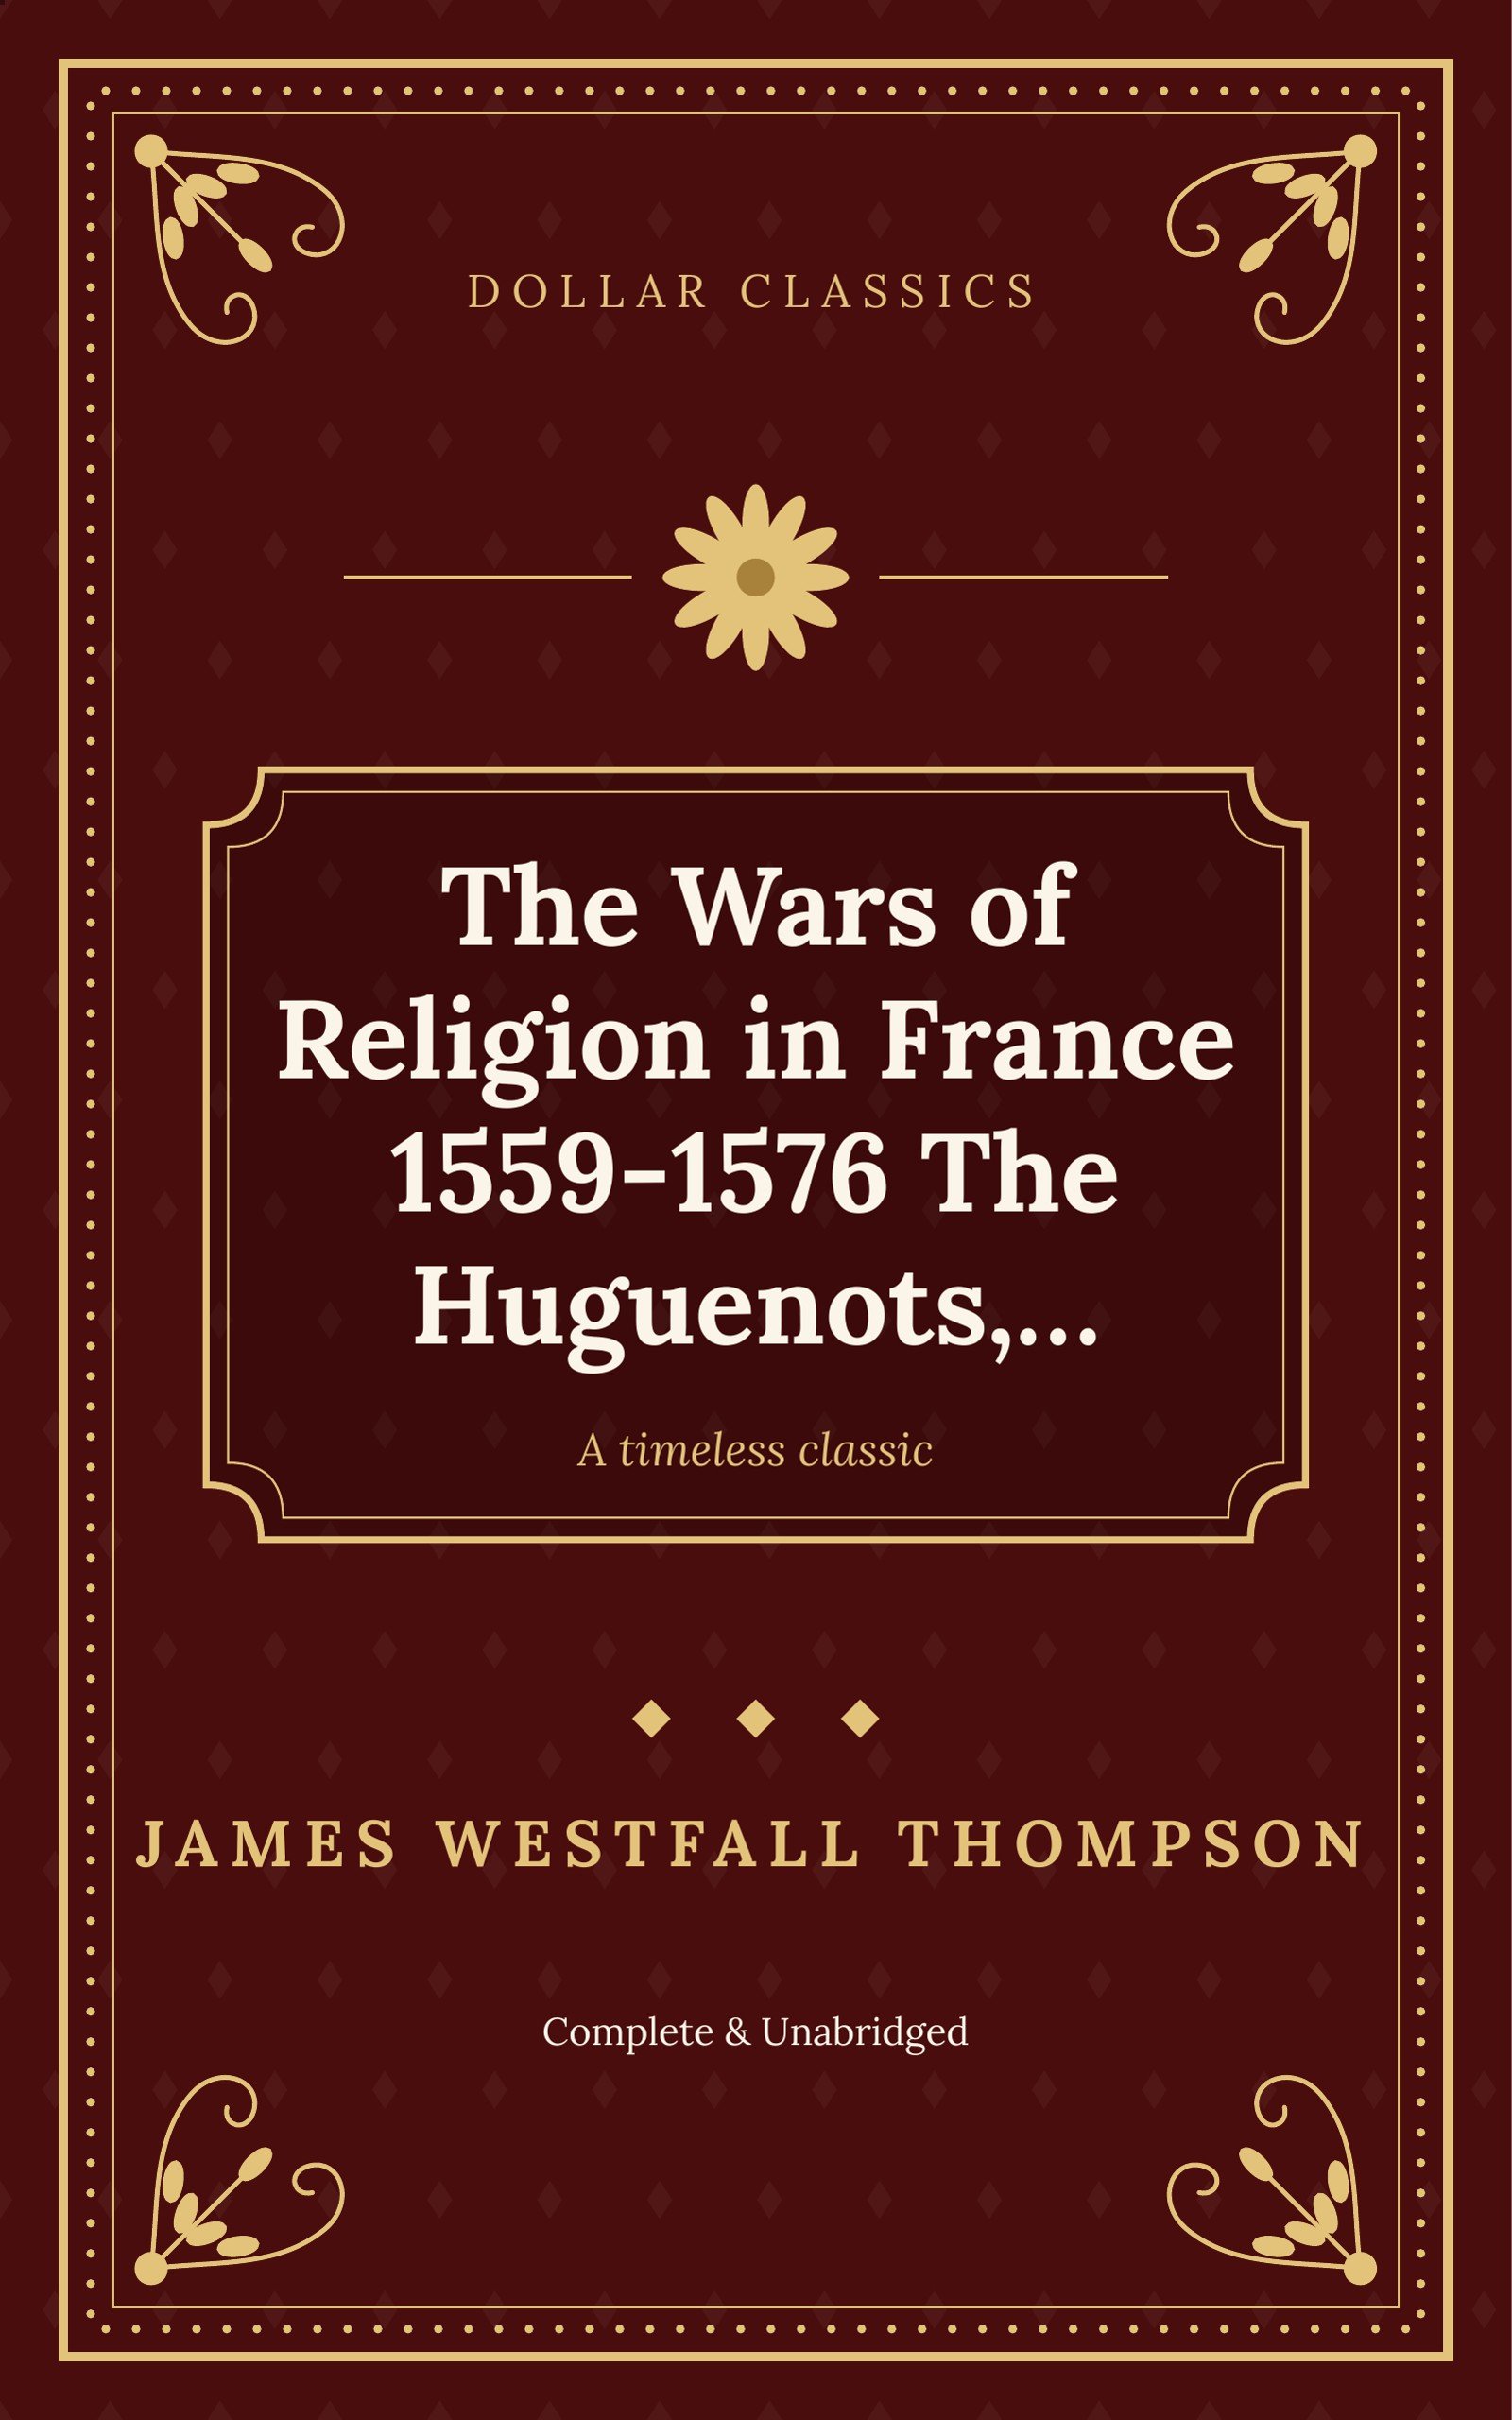 DOLLAR CLASSICS
The Wars of
Religion in France
1559–1576 The
Huguenots,...
A timeless classic
JAMES WESTFALL THOMPSON
Complete & Unabridged